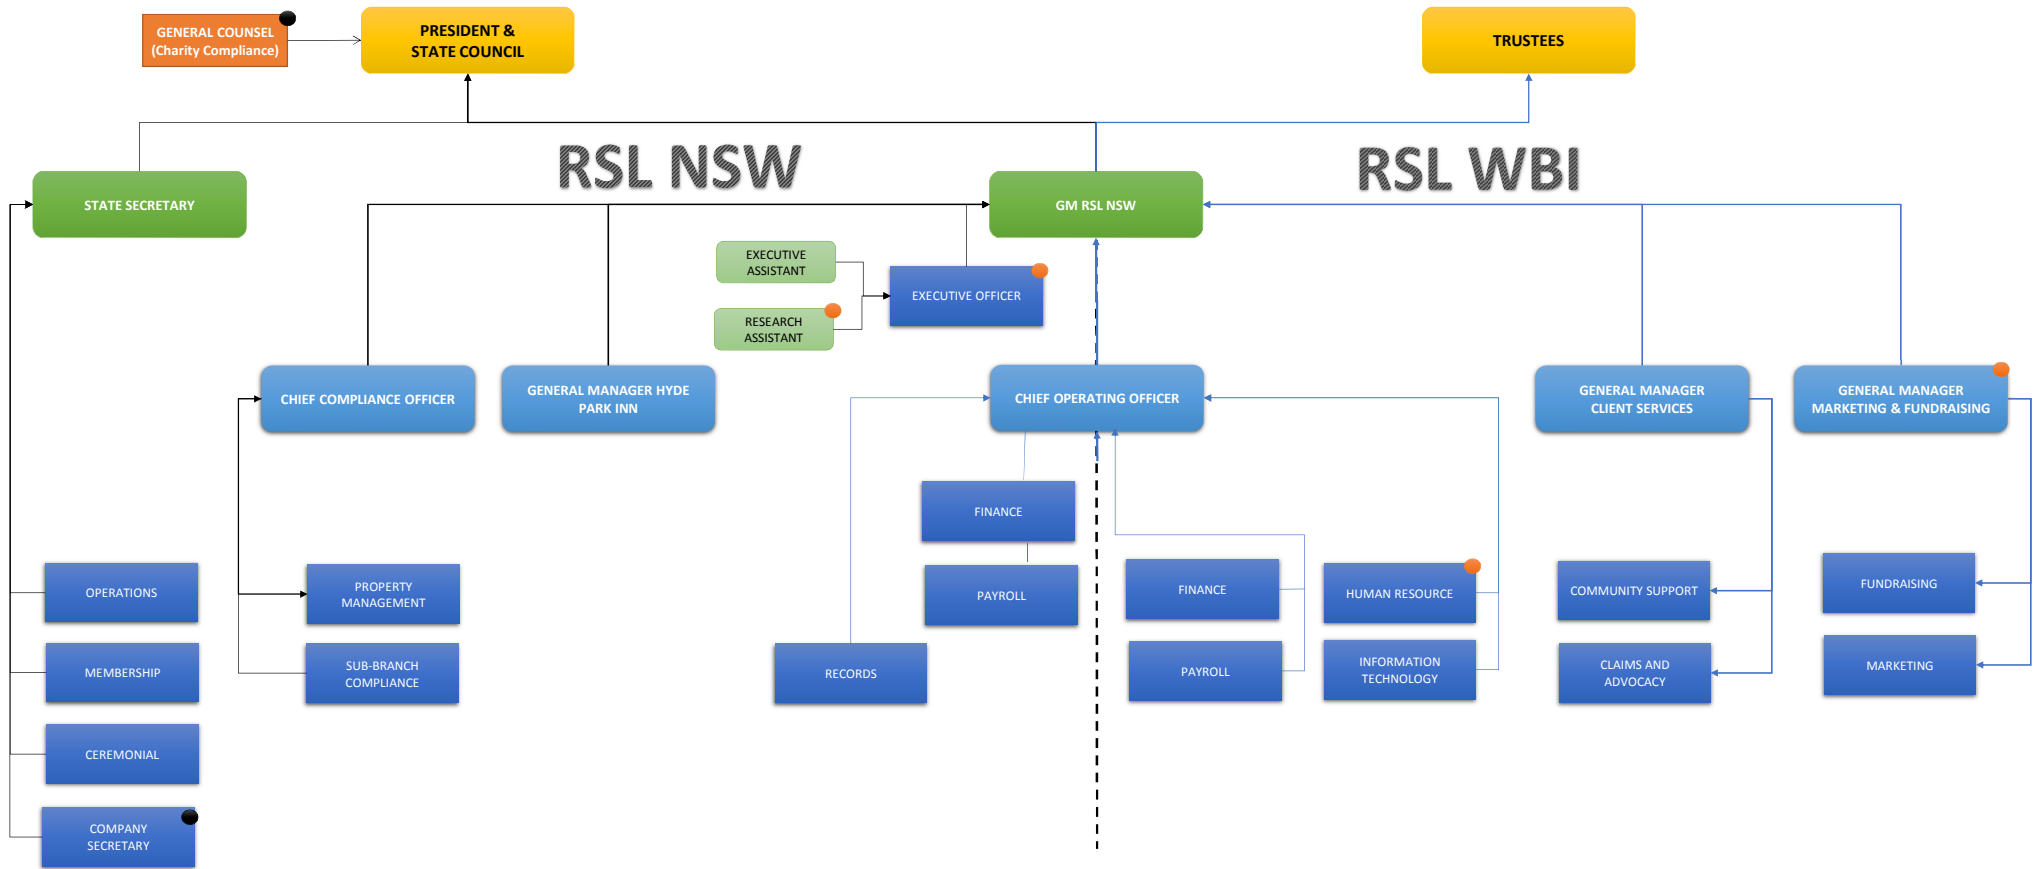 GENERAL COUNSEL
(Charity Compliance)
PRESIDENT &
STATE COUNCIL
TRUSTEES
RSL NSW
RSL WBI
STATE SECRETARY
GM RSL NSW
EXECUTIVE
ASSISTANT
EXECUTIVE OFFICER
RESEARCH
ASSISTANT
CHIEF COMPLIANCE OFFICER
GENERAL MANAGER HYDE
PARK INN
CHIEF OPERATING OFFICER
GENERAL MANAGER
CLIENT SERVICES
GENERAL MANAGER
MARKETING & FUNDRAISING
FINANCE
OPERATIONS
PROPERTY
MANAGEMENT
PAYROLL
FINANCE
HUMAN RESOURCE
COMMUNITY SUPPORT
FUNDRAISING
MEMBERSHIP
SUB-BRANCH
COMPLIANCE
RECORDS
PAYROLL
INFORMATION
TECHNOLOGY
CLAIMS AND
ADVOCACY
MARKETING
CEREMONIAL
COMPANY
SECRETARY